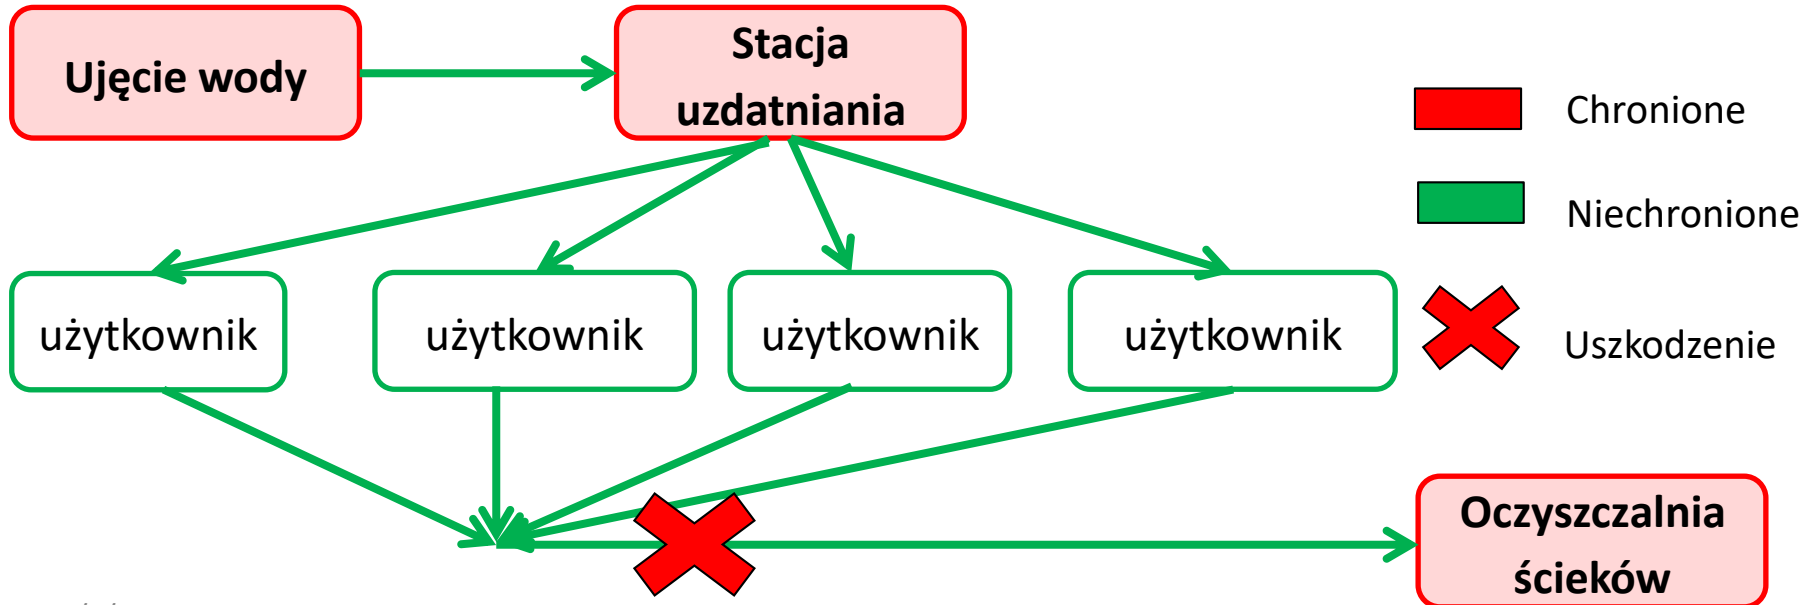 Ujęcie wody
Stacja
uzdatniania
Chronione
Niechronione
Uszkodzenie
użytkownik
użytkownik
użytkownik
użytkownik
Oczyszczalnia
ścieków